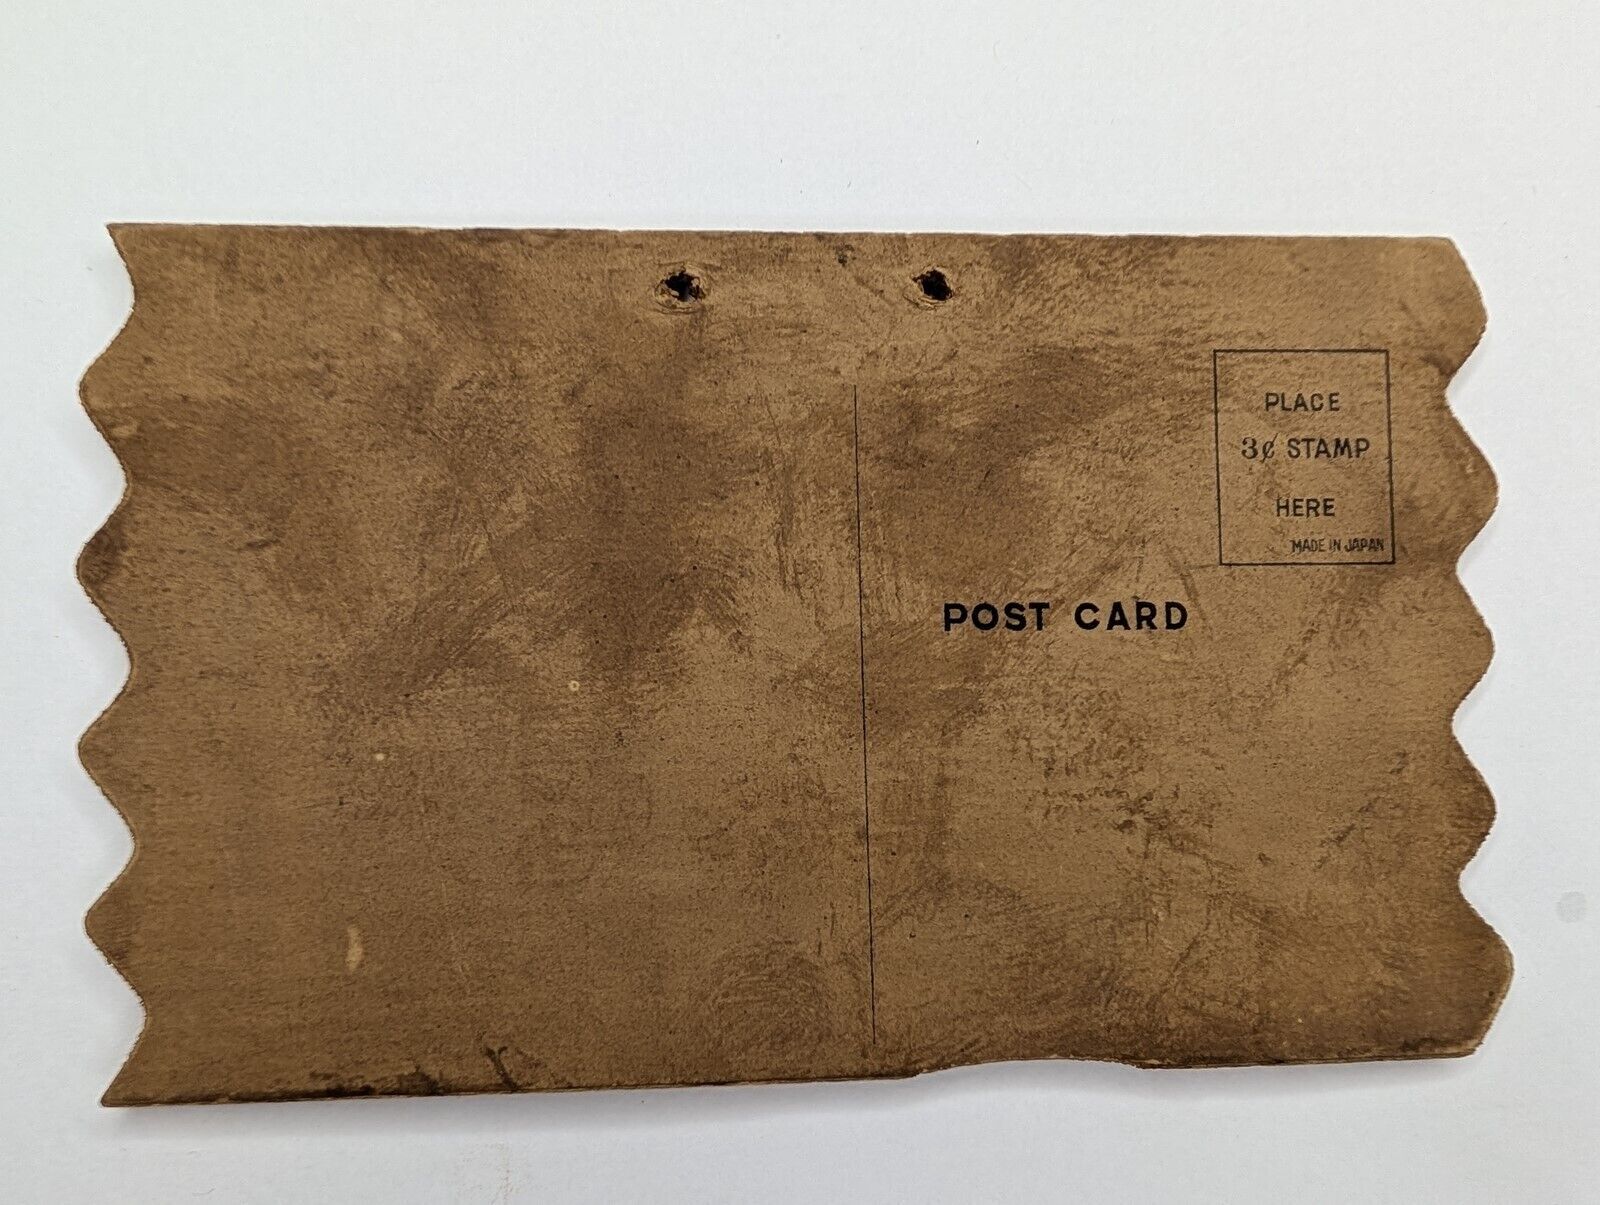 PLACE
3¢ STAMP
HERE
MADE IN JAPAN
POST CARD